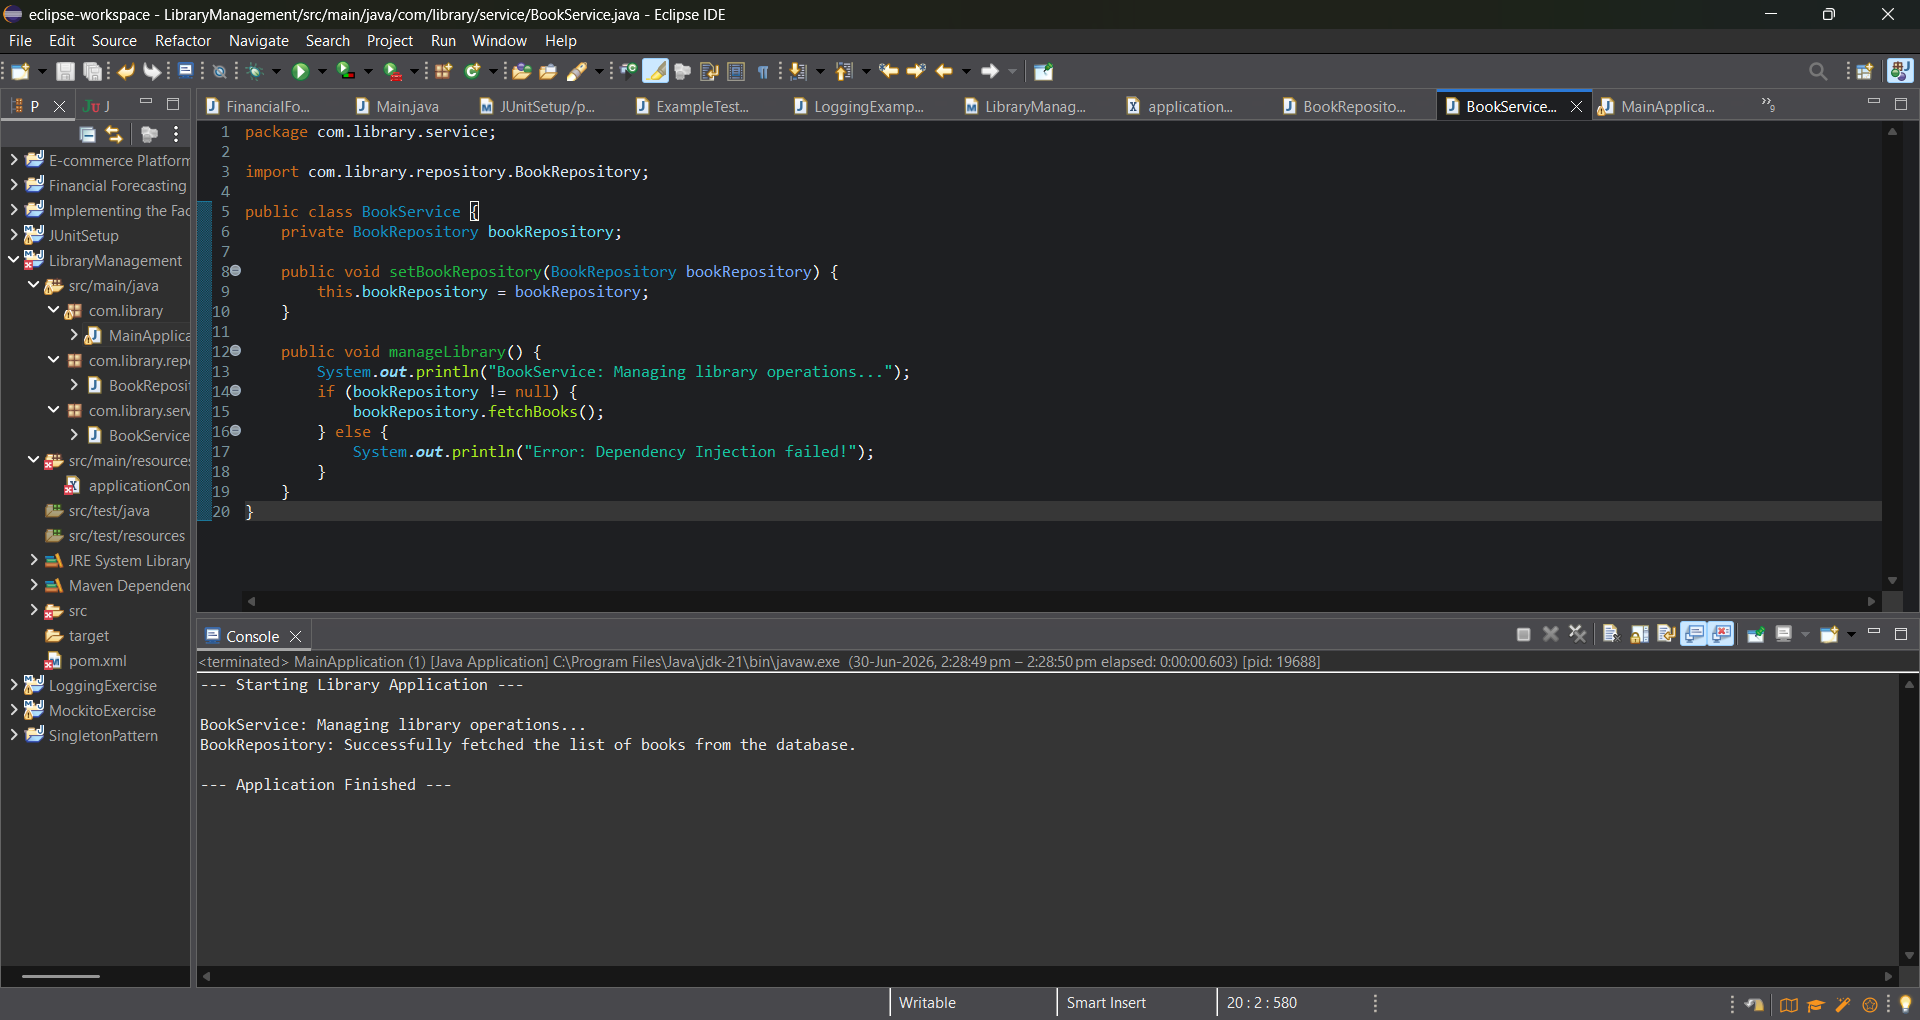 eclipse-workspace - LibraryManagement/src/main/java/com/library/service/BookService.java - Eclipse IDE
File Edit Source Refactor Navigate Search Project Run Window Help
P
Ju J
FinancialFo...
Main.java
JUnitSetup/p...
ExampleTest...
LoggingExamp...
LibraryManag...
application...
BookReposito...
BookService...
MainApplica...
»9
E-commerce Platform
Financial Forecasting
Implementing the Fac
JUnitSetup
LibraryManagement
src/main/java
com.library
MainApplica
com.library.rep
BookReposit
com.library.serv
BookService
src/main/resources
applicationCon
src/test/java
src/test/resources
JRE System Library
Maven Dependenc
src
target
pom.xml
LoggingExercise
MockitoExercise
SingletonPattern
1 package com.library.service;
2
3 import com.library.repository.BookRepository;
4
5 public class BookService {
6     private BookRepository bookRepository;
7
8     public void setBookRepository(BookRepository bookRepository) {
9         this.bookRepository = bookRepository;
10     }
11
12     public void manageLibrary() {
13         System.out.println("BookService: Managing library operations...");
14         if (bookRepository != null) {
15             bookRepository.fetchBooks();
16         } else {
17             System.out.println("Error: Dependency Injection failed!");
18         }
19     }
20 }
Console
<terminated> MainApplication (1) [Java Application] C:\Program Files\Java\jdk-21\bin\javaw.exe (30-Jun-2026, 2:28:49 pm – 2:28:50 pm elapsed: 0:00:00.603) [pid: 19688]
--- Starting Library Application ---
BookService: Managing library operations...
BookRepository: Successfully fetched the list of books from the database.
--- Application Finished ---
Writable
Smart Insert
20 : 2 : 580